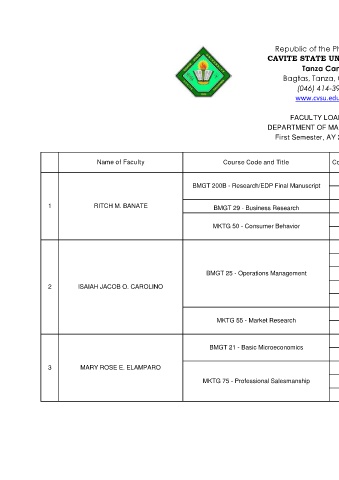 Republic of the Ph
CAVITE STATE UN
Tanza Car
Bagtas, Tanza, C
(046) 414-39
www.cvsu.edu
FACULTY LOA
DEPARTMENT OF MA
First Semester, AY 2
Name of Faculty Course Code and Title Co
1 RITCH M. BANATE
BMGT 200B - Research/EDP Final Manuscript
BMGT 29 - Business Research
MKTG 50 - Consumer Behavior
2 ISAIAH JACOB O. CAROLINO
BMGT 25 - Operations Management
MKTG 55 - Market Research
3 MARY ROSE E. ELAMPARO
BMGT 21 - Basic Microeconomics
MKTG 75 - Professional Salesmanship